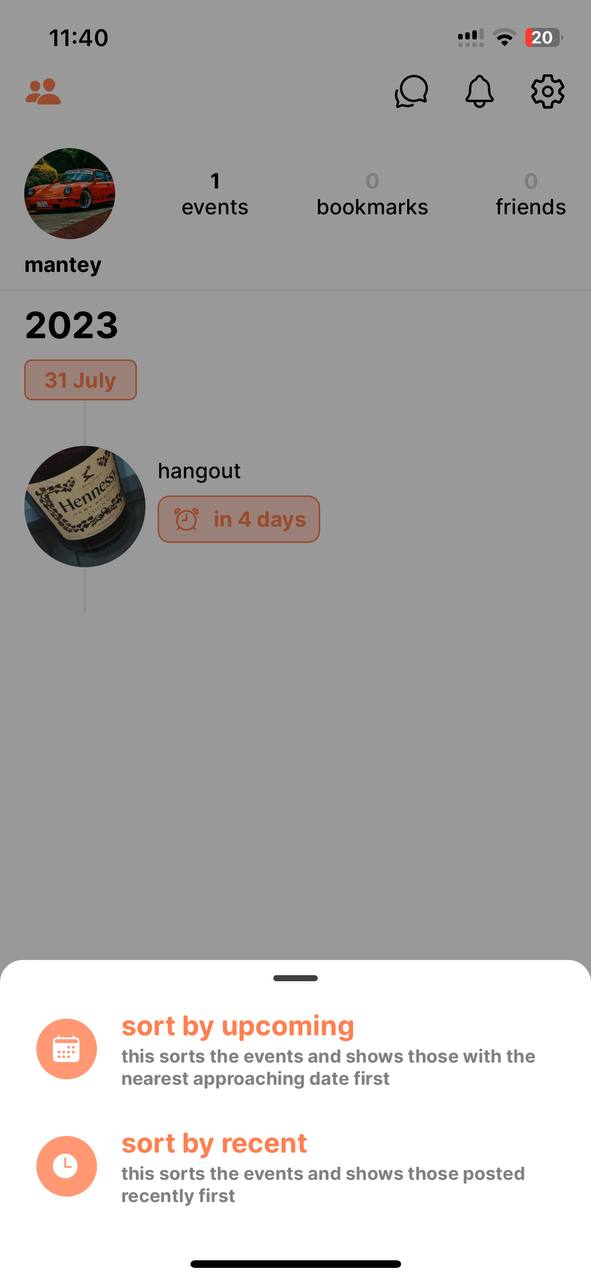 11:40
20
1
0
0
events
bookmarks
friends
mantey
2023
31 July
Hennessy
hangout
in 4 days
sort by upcoming
this sorts the events and shows those with the
nearest approaching date first
sort by recent
this sorts the events and shows those posted
recently first